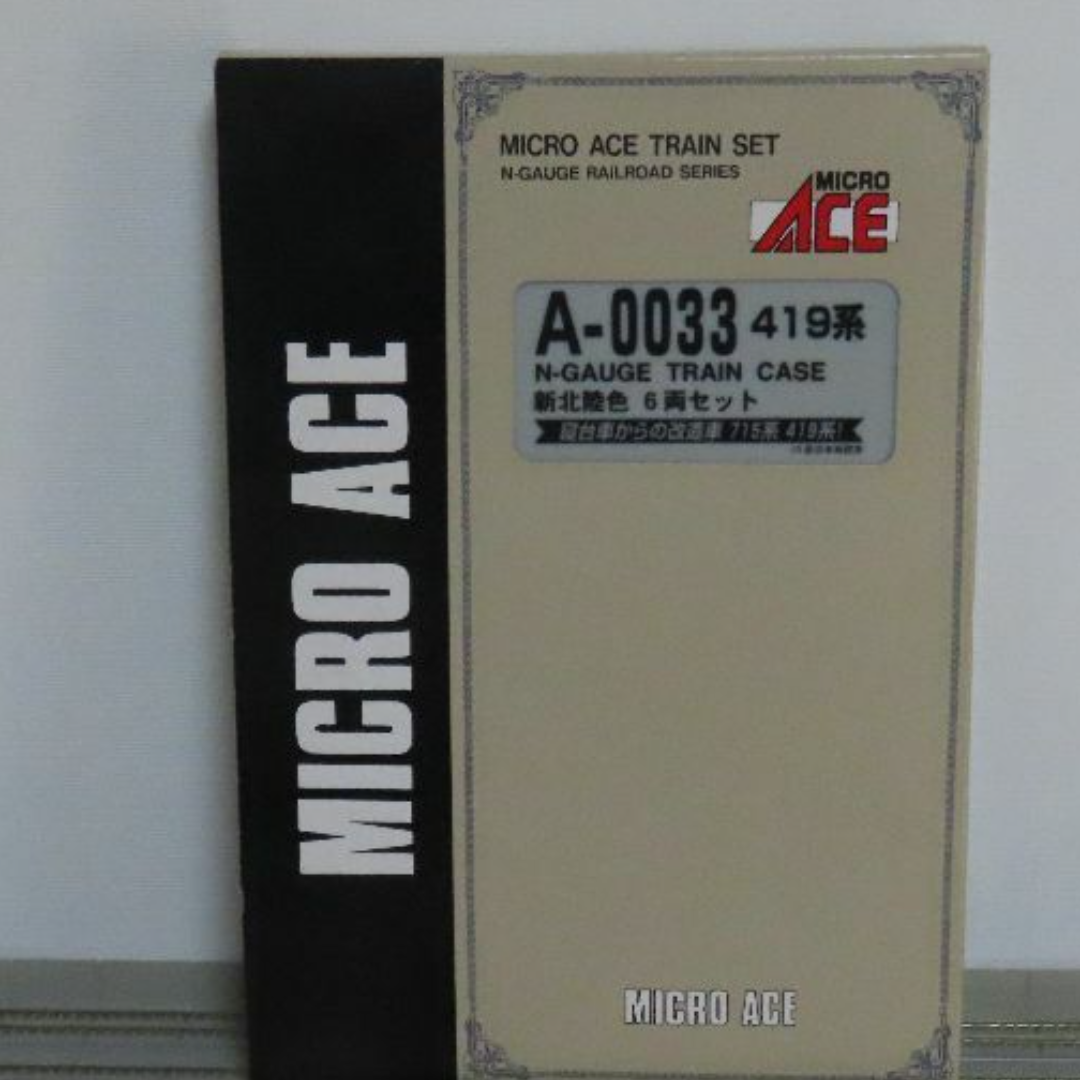 MICRO ACE
MICRO ACE TRAIN SET
N-GAUGE RAILROAD SERIES
MICRO
ACE
A-0033 419系
N-GAUGE TRAIN CASE
新北陸色 6両セット
寝台車からの改造車 715系 419系!
MICRO ACE